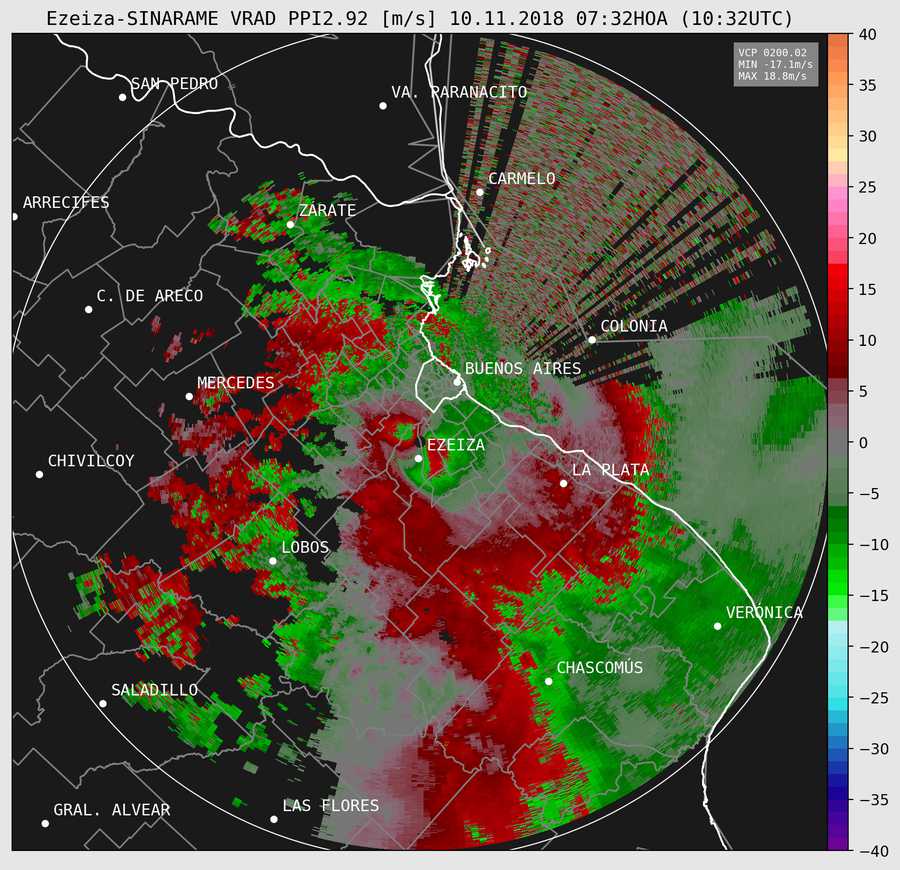 Ezeiza-SINARAME VRAD PPI2.92 [m/s] 10.11.2018 07:32HOA (10:32UTC)
VCP 0200.02
MIN -17.1m/s
MAX 18.8m/s
SAN PEDRO
VA. PARANACITO
CARMELO
ARRECIFES
ZARATE
C. DE ARECO
COLONIA
BUENOS AIRES
MERCEDES
EZEIZA
CHIVILCOY
LA PLATA
LOBOS
VERÓNICA
CHASCOMÚS
SALADILLO
LAS FLORES
GRAL. ALVEAR
40
35
30
25
20
15
10
5
0
−5
−10
−15
−20
−25
−30
−35
−40